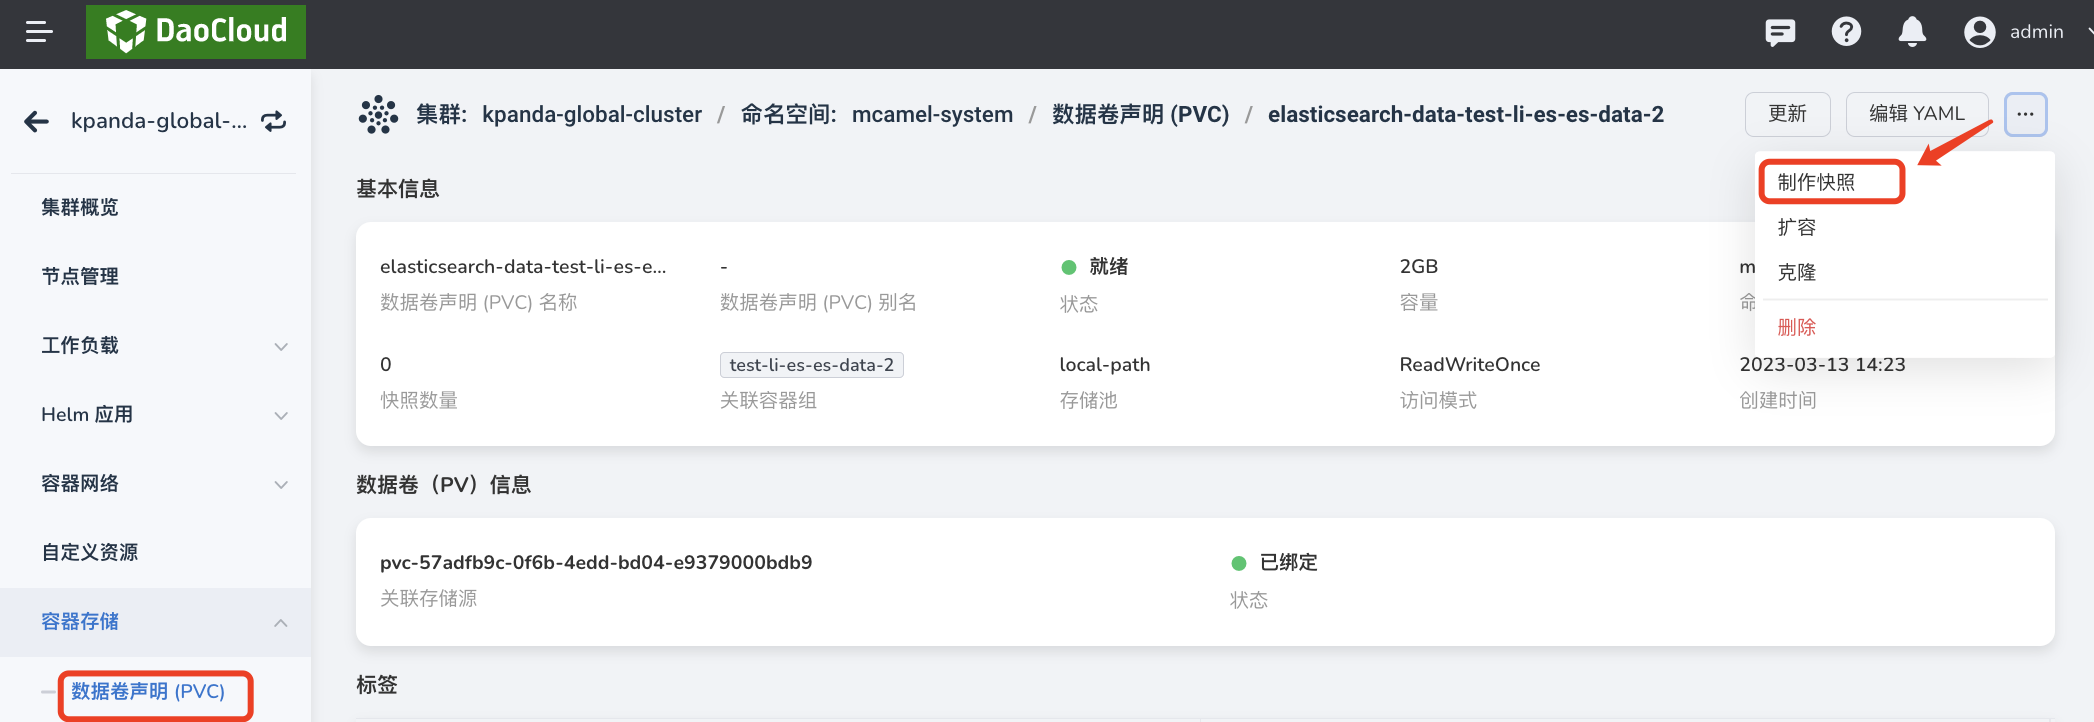 DaoCloud
admin
kpanda-global-...
集群: kpanda-global-cluster / 命名空间: mcamel-system / 数据卷声明 (PVC) / elasticsearch-data-test-li-es-es-data-2
更新
编辑 YAML
...
制作快照
扩容
克隆
删除
集群概览
节点管理
工作负载
Helm 应用
容器网络
自定义资源
容器存储
数据卷声明 (PVC)
基本信息
elasticsearch-data-test-li-es-e...
数据卷声明 (PVC) 名称
-
数据卷声明 (PVC) 别名
就绪
状态
2GB
容量
m
命
0
快照数量
test-li-es-es-data-2
关联容器组
local-path
存储池
ReadWriteOnce
访问模式
2023-03-13 14:23
创建时间
数据卷（PV）信息
pvc-57adfb9c-0f6b-4edd-bd04-e9379000bdb9
关联存储源
已绑定
状态
标签